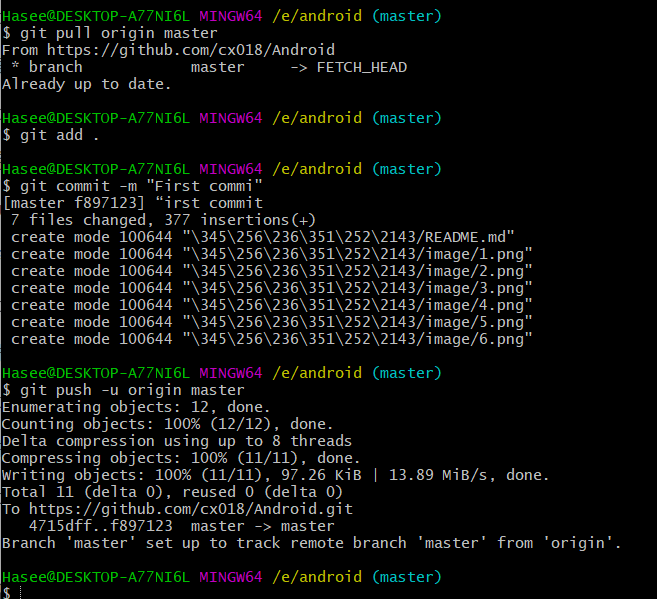 Hasee@DESKTOP-A77NI6L MINGW64 /e/android (master)
$ git pull origin master
From https://github.com/cx018/Android
 * branch            master     -> FETCH_HEAD
Already up to date.
Hasee@DESKTOP-A77NI6L MINGW64 /e/android (master)
$ git add .
Hasee@DESKTOP-A77NI6L MINGW64 /e/android (master)
$ git commit -m "First commi"
[master f897123] “irst commit
 7 files changed, 377 insertions(+)
 create mode 100644 "\345\256\236\351\252\2143/README.md"
 create mode 100644 "\345\256\236\351\252\2143/image/1.png"
 create mode 100644 "\345\256\236\351\252\2143/image/2.png"
 create mode 100644 "\345\256\236\351\252\2143/image/3.png"
 create mode 100644 "\345\256\236\351\252\2143/image/4.png"
 create mode 100644 "\345\256\236\351\252\2143/image/5.png"
 create mode 100644 "\345\256\236\351\252\2143/image/6.png"
Hasee@DESKTOP-A77NI6L MINGW64 /e/android (master)
$ git push -u origin master
Enumerating objects: 12, done.
Counting objects: 100% (12/12), done.
Delta compression using up to 8 threads
Compressing objects: 100% (11/11), done.
Writing objects: 100% (11/11), 97.26 KiB | 13.89 MiB/s, done.
Total 11 (delta 0), reused 0 (delta 0)
To https://github.com/cx018/Android.git
   4715dff..f897123  master -> master
Branch 'master' set up to track remote branch 'master' from 'origin'.
Hasee@DESKTOP-A77NI6L MINGW64 /e/android (master)
$